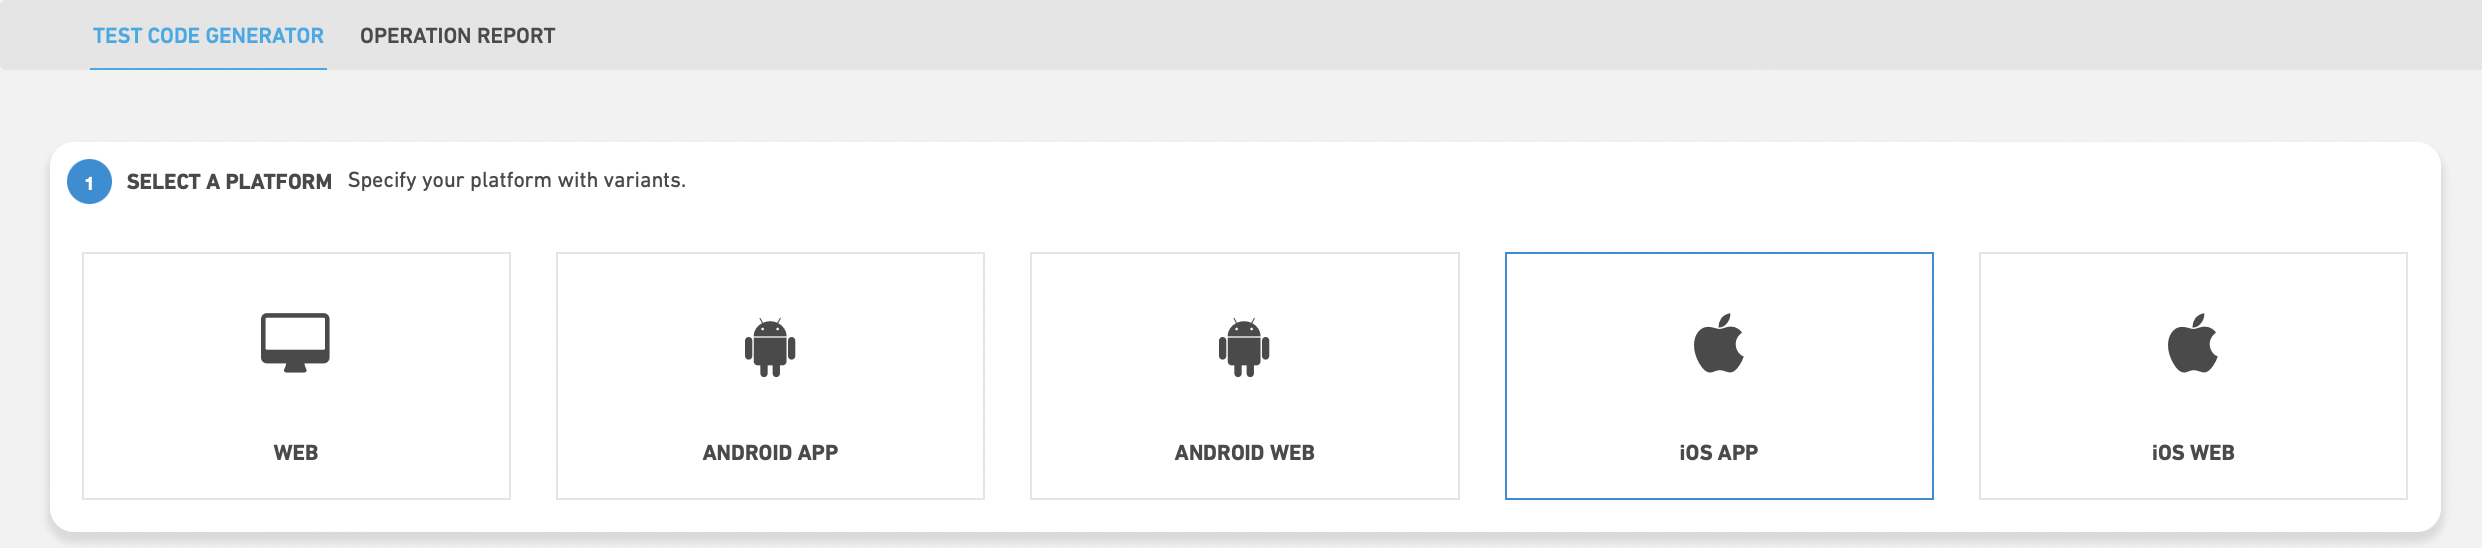 TEST CODE GENERATOR OPERATION REPORT
1 SELECT A PLATFORM Specify your platform with variants.
WEB ANDROID APP ANDROID WEB iOS APP iOS WEB